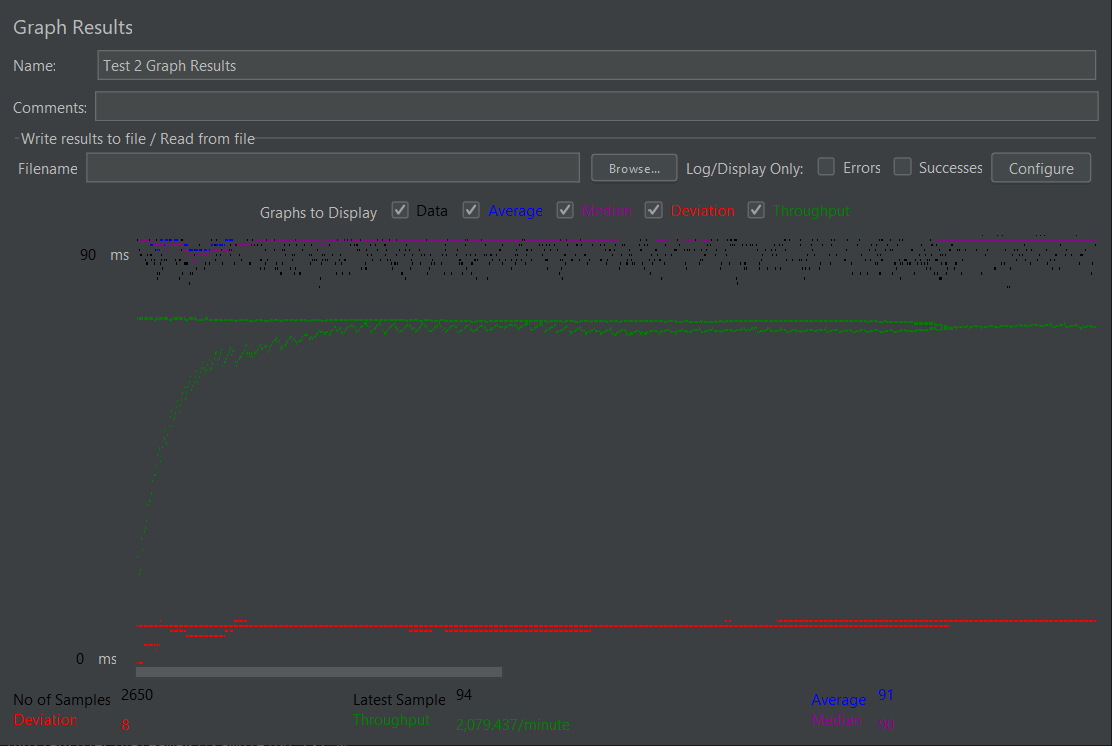 Graph Results
Name: Test 2 Graph Results
Comments:
Write results to file / Read from file
Filename Browse... Log/Display Only: Errors Successes Configure
Graphs to Display Data Average Median Deviation Throughput
90 ms
0 ms
No of Samples 2650 Latest Sample 94 Average 91
Deviation 8 Throughput 2,079.437/minute Median 90